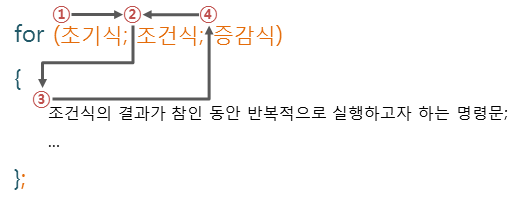 ① ② ④
for (초기식; 조건식; 증감식)
{
③
조건식의 결과가 참인 동안 반복적으로 실행하고자 하는 명령문;
...
};